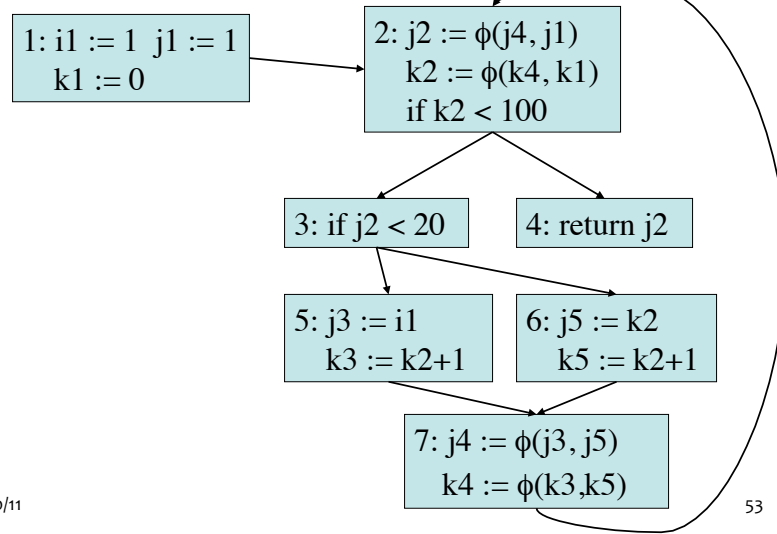 1: i1 := 1 j1 := 1
k1 := 0
2: j2 := ϕ(j4, j1)
k2 := ϕ(k4, k1)
if k2 < 100
3: if j2 < 20
4: return j2
5: j3 := i1
k3 := k2+1
6: j5 := k2
k5 := k2+1
7: j4 := ϕ(j3, j5)
k4 := ϕ(k3,k5)
/11
53